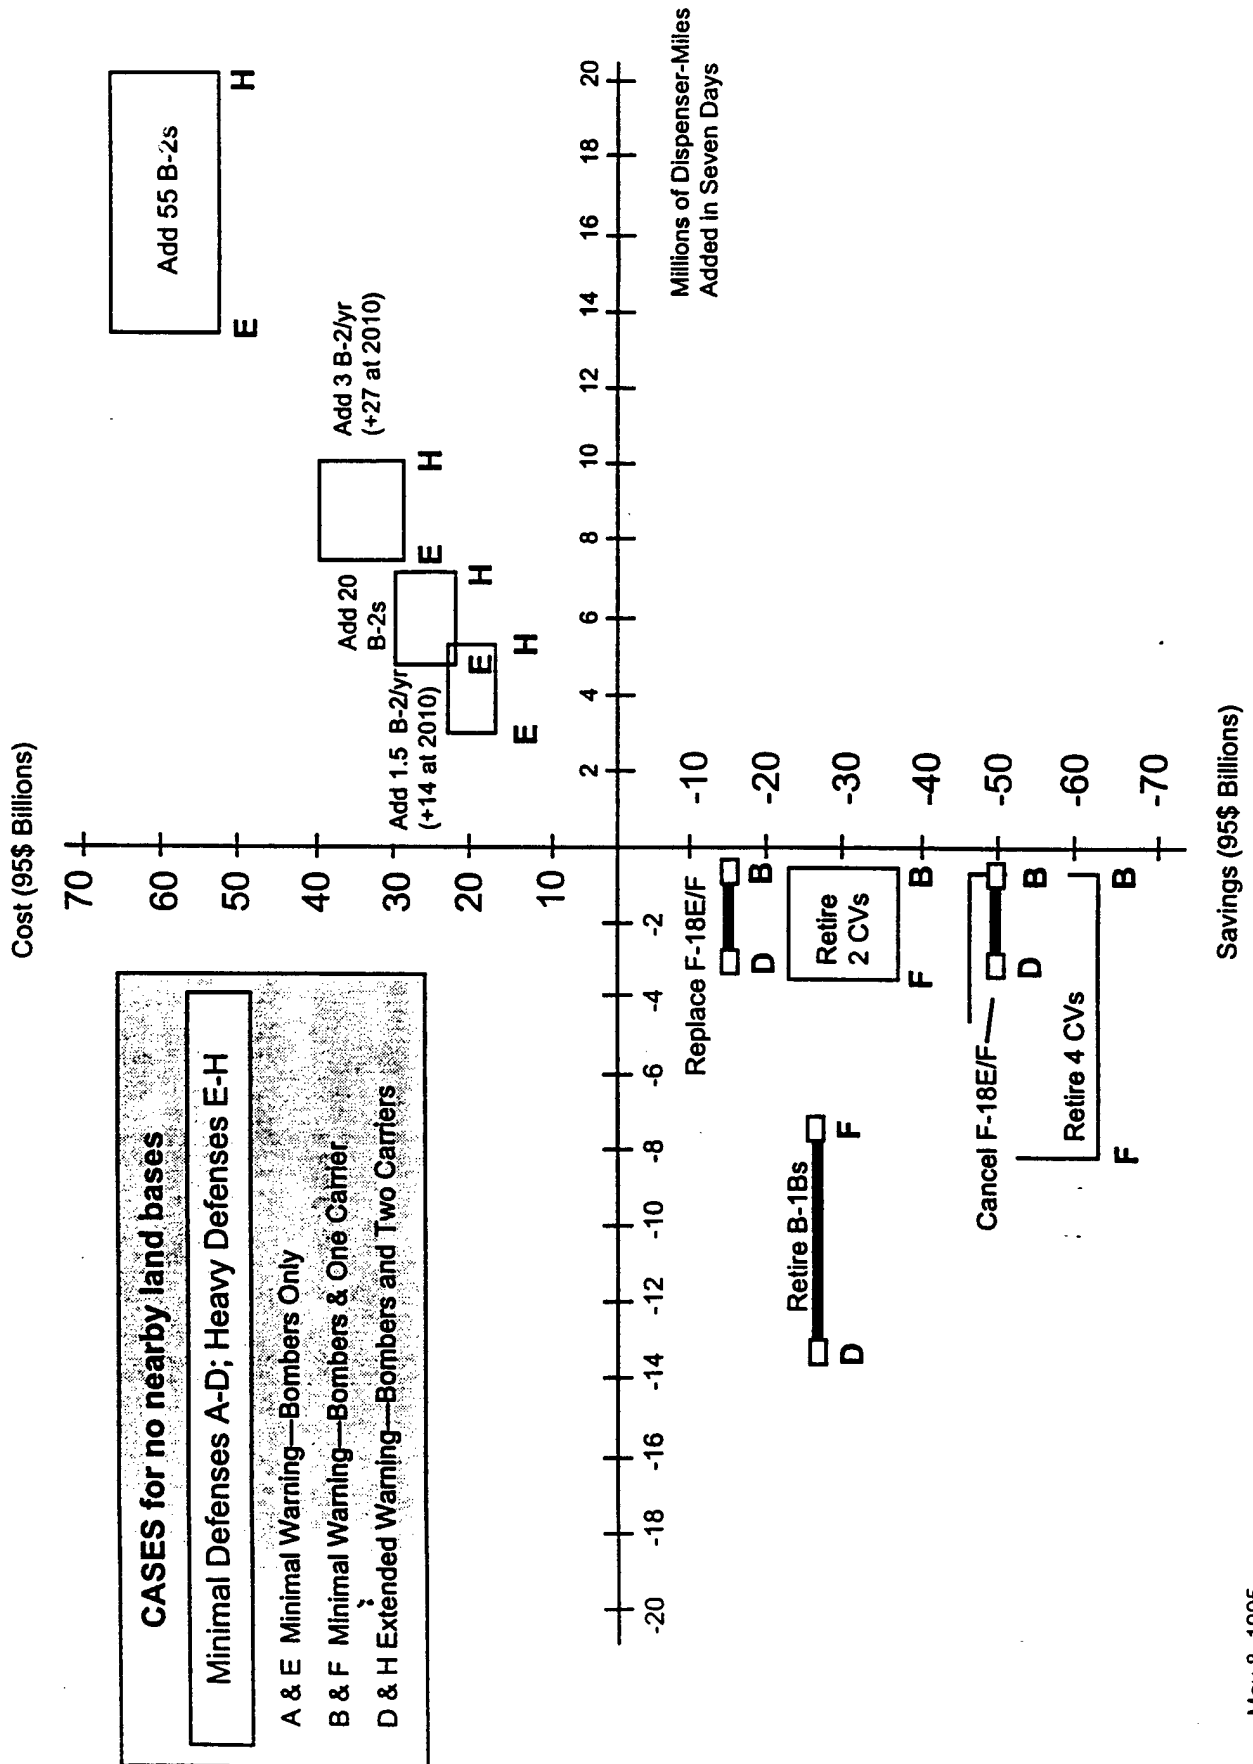 Cost (95$ Billions)
CASES for no nearby land bases
Minimal Defenses A-D; Heavy Defenses E-H
A & E Minimal Warning—Bombers Only
B & F Minimal Warning—Bombers & One Carrier
D & H Extended Warning—Bombers and Two Carriers
70
60
50
40
30
20
10
Add 55 B-2s
E
H
Add 3 B-2/yr
(+27 at 2010)
E
H
Add 20
B-2s
E
H
Add 1.5 B-2/yr
(+14 at 2010)
E
H
-20
-18
-16
-14
-12
-10
-8
-6
-4
-2
2
4
6
8
10
12
14
16
18
20
Millions of Dispenser-Miles
Added in Seven Days
-10
-20
-30
-40
-50
-60
-70
Replace F-18E/F
D
B
Retire B-1Bs
D
F
Retire
2 CVs
F
B
Cancel F-18E/F
D
B
Retire 4 CVs
F
B
Savings (95$ Billions)